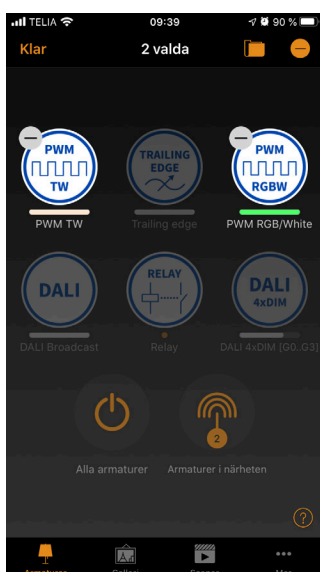 TELIA 09:39 90 %
Klar 2 valda
PWM
TW
TRAILING
EDGE
PWM
RGBW
PWM TW Trailing edge PWM RGB/White
DALI
RELAY
DALI
4xDIM
DALI Broadcast Relay DALI 4xDIM (G0..G3)
2
Alla armaturer Armaturer i närheten
?